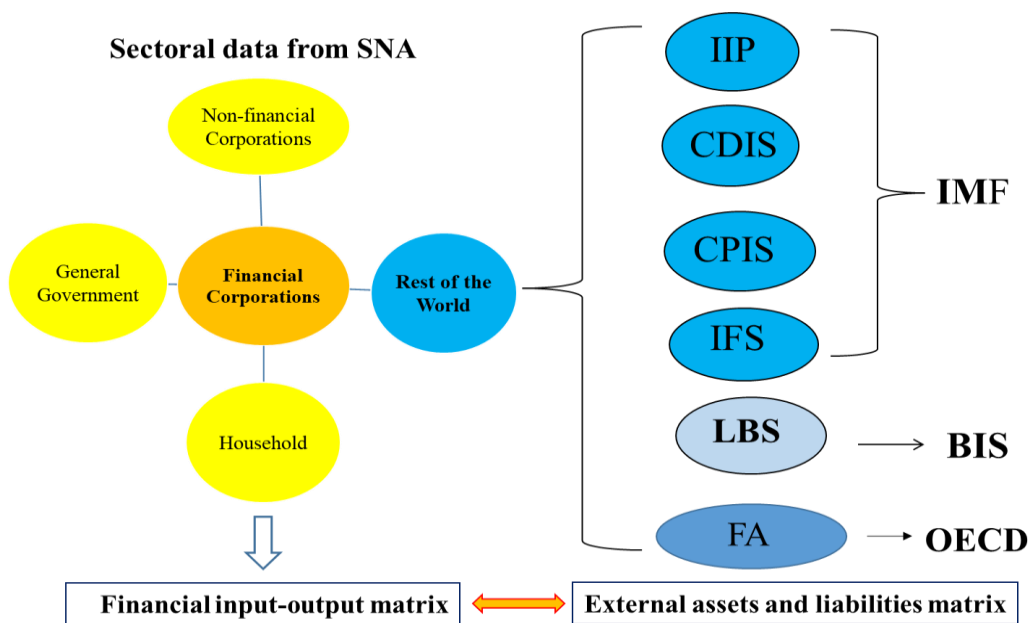 Sectoral data from SNA
Non-financial
Corporations
General
Government
Financial
Corporations
Rest of the
World
Household
IIP
CDIS
CPIS
IFS
LBS
FA
IMF
BIS
OECD
Financial input-output matrix
External assets and liabilities matrix